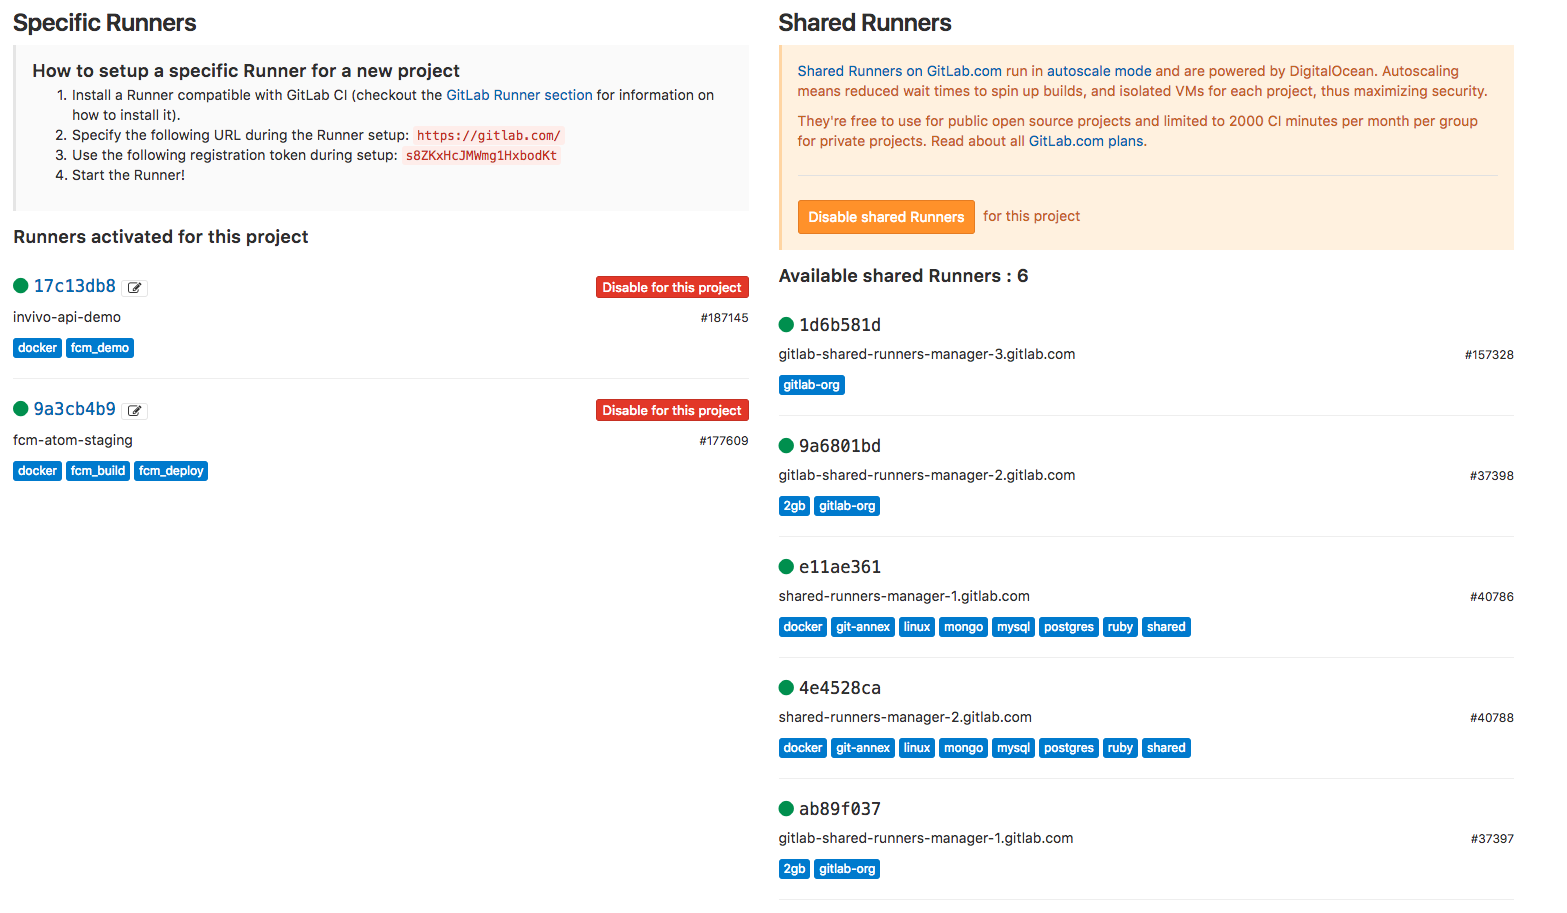 Specific Runners
How to setup a specific Runner for a new project
1. Install a Runner compatible with GitLab CI (checkout the GitLab Runner section for information on
how to install it).
2. Specify the following URL during the Runner setup: https://gitlab.com/
3. Use the following registration token during setup: s8ZKxHcJMWmg1HxbodKt
4. Start the Runner!
Runners activated for this project
17c13db8 Disable for this project
invivo-api-demo #187145
docker fcm_demo
9a3cb4b9 Disable for this project
fcm-atom-staging #177609
docker fcm_build fcm_deploy
Shared Runners
Shared Runners on GitLab.com run in autoscale mode and are powered by DigitalOcean. Autoscaling
means reduced wait times to spin up builds, and isolated VMs for each project, thus maximizing security.
They're free to use for public open source projects and limited to 2000 CI minutes per month per group
for private projects. Read about all GitLab.com plans.
Disable shared Runners for this project
Available shared Runners : 6
1d6b581d
gitlab-shared-runners-manager-3.gitlab.com #157328
gitlab-org
9a6801bd
gitlab-shared-runners-manager-2.gitlab.com #37398
2gb gitlab-org
e11ae361
shared-runners-manager-1.gitlab.com #40786
docker git-annex linux mongo mysql postgres ruby shared
4e4528ca
shared-runners-manager-2.gitlab.com #40788
docker git-annex linux mongo mysql postgres ruby shared
ab89f037
gitlab-shared-runners-manager-1.gitlab.com #37397
2gb gitlab-org